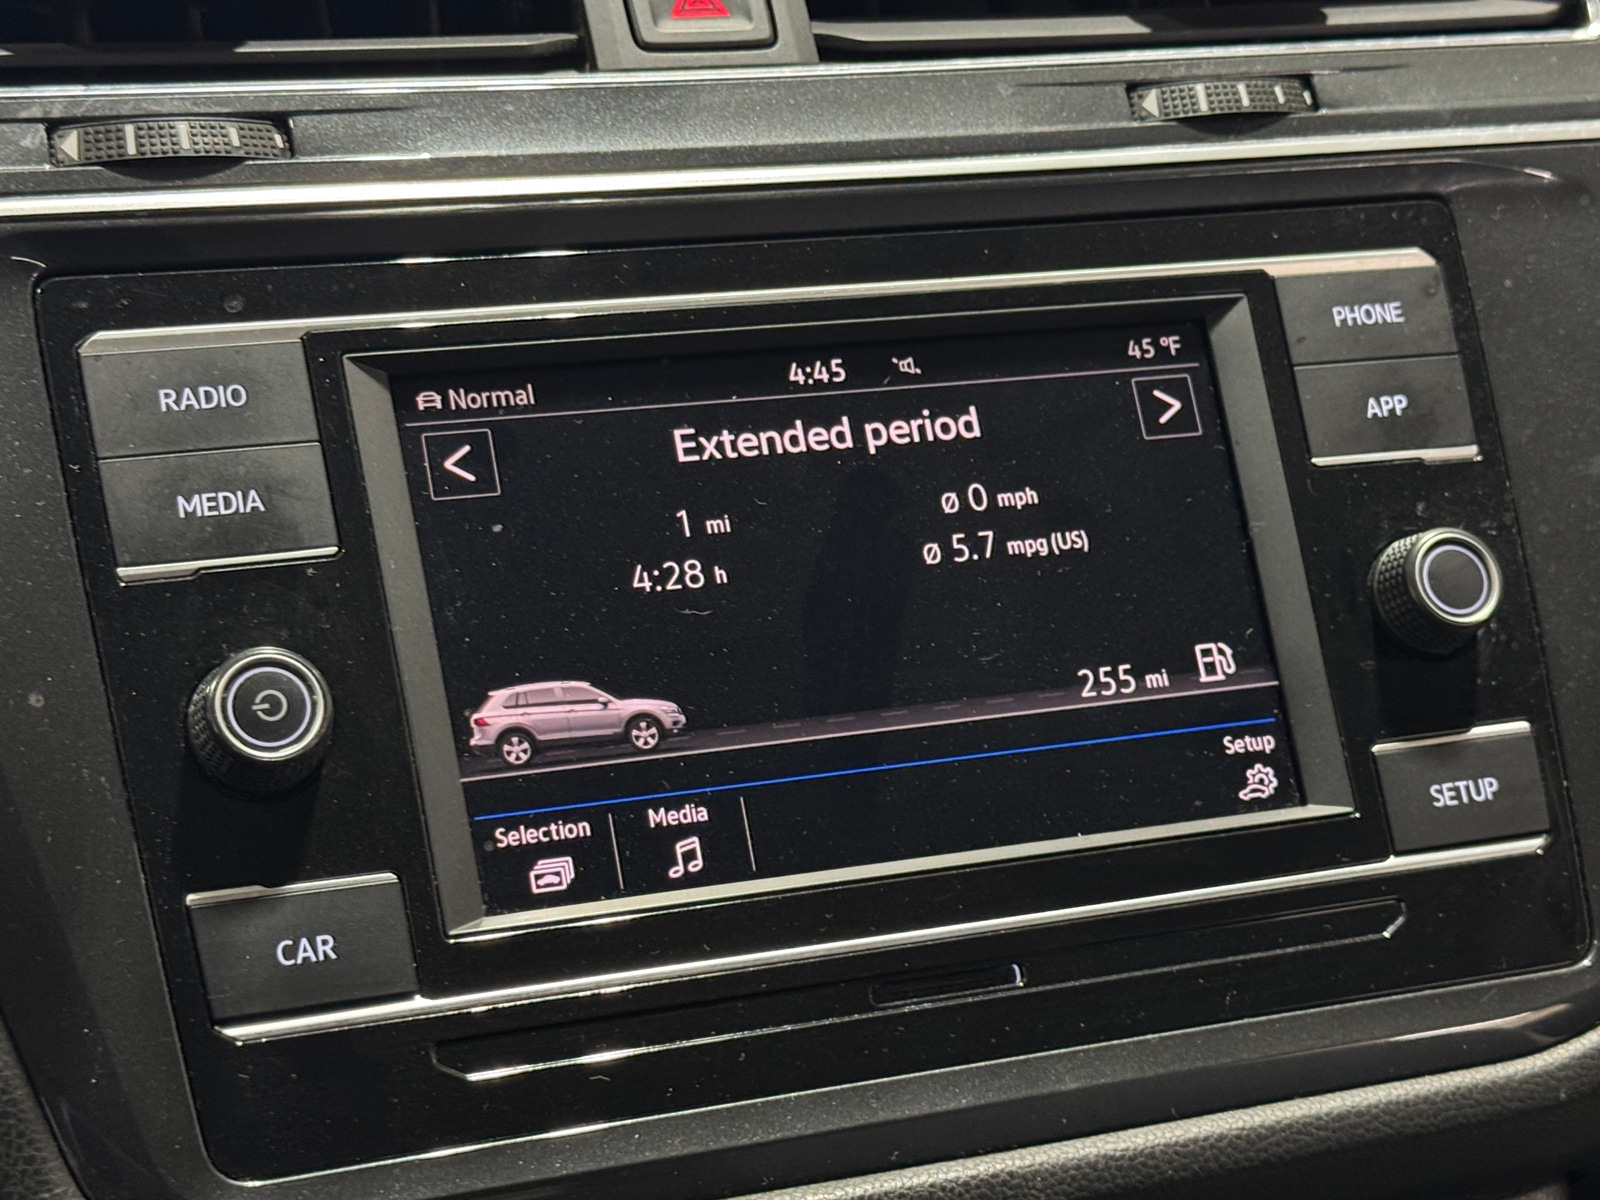 PHONE
RADIO
APP
MEDIA
Normal
4:45
45 °F
<
Extended period
>
1 mi
ø 0 mph
4:28 h
ø 5.7 mpg (US)
255 mi
Setup
Selection
Media
SETUP
CAR